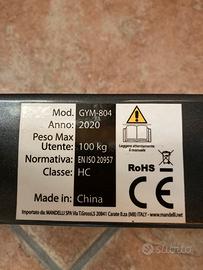 Mod. GYM-804
Anno: 2020
Peso Max
Utente: 100 kg
Normativa: EN ISO 20957
Classe: HC
Made in: China
Leggere attentamente
il manuale
RoHS
CE
Importato da: MANDELLI SPA Via T.Grossi,5 20841 Carate B.za (MB) ITALY - www.mandelli.net
subito